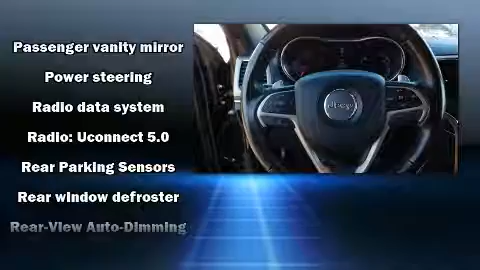 Passenger vanity mirror
Power steering
Radio data system
Radio: Uconnect 5.0
Rear Parking Sensors
Rear window defroster
Rear-View Auto-Dimming
Jeep